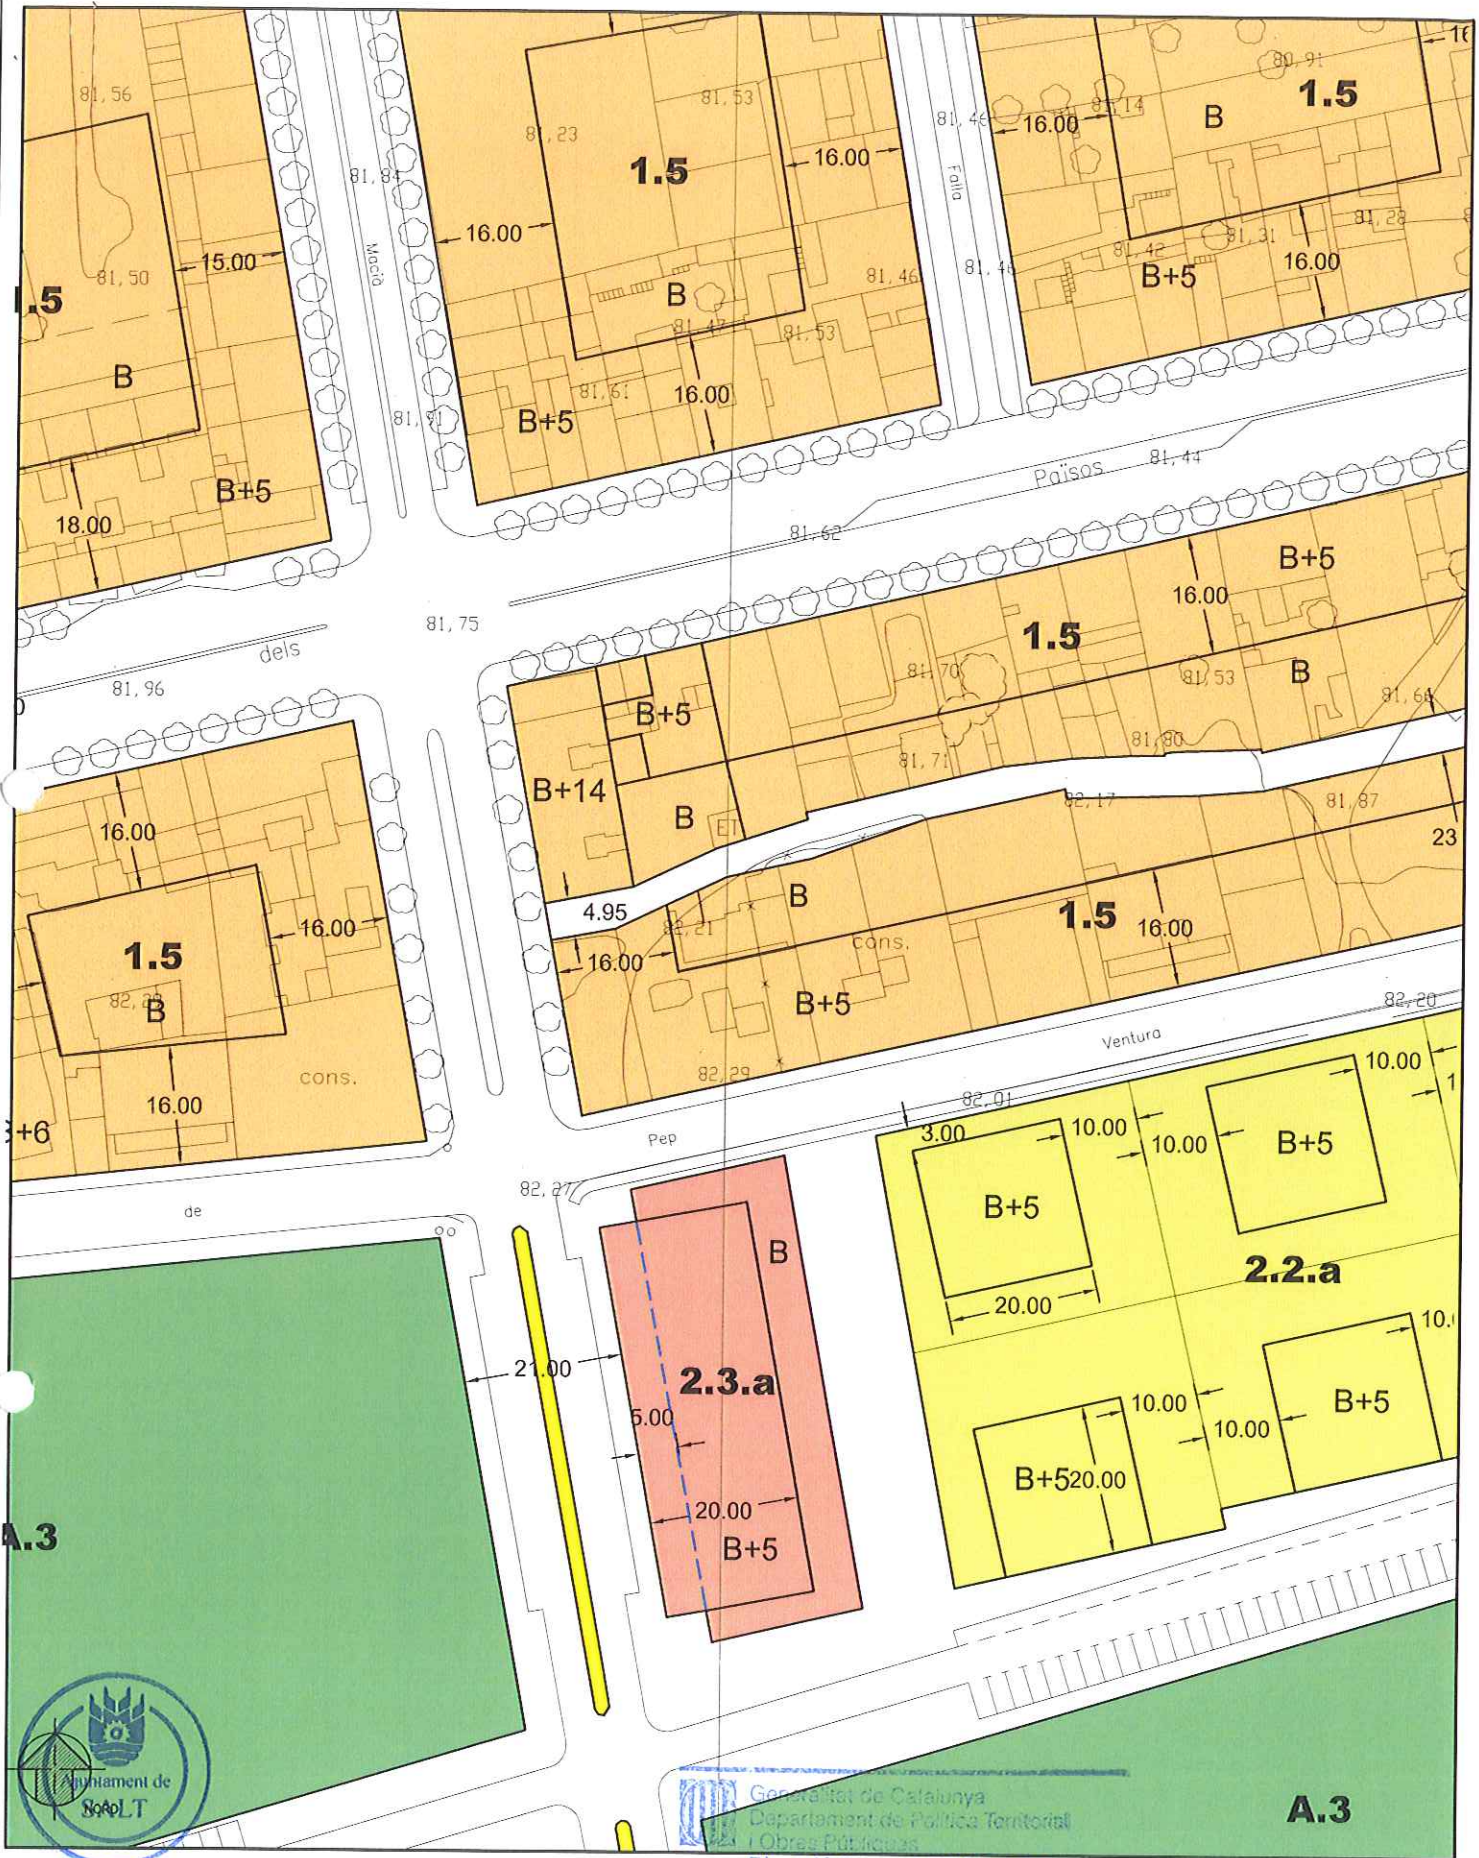 16
81,56
80,91
1.5
81,53
81,14
B
81,46
16.00
81,23
1.5
16.00
Falla
81,84
81,28
16.00
81,31
Macià
81,42
15.00
16.00
81,50
B+5
81,46
81,46
B
1.5
81,47
81,53
B
81,61
16.00
81,91
B+5
81,44
Països
B+5
18.00
81,62
B+5
16.00
81,75
1.5
dels
81,70
81,53
B
81,96
81,66
B+5
81,80
81,71
B+14
82,17
81,87
B
ET
16.00
23
B
4.95
1.5
16.00
82,21
16.00
cons.
1.5
16.00
B+5
82,29
B
82,20
Ventura
cons.
82,29
10.00
16.00
82,01
+6
Pep
3.00
10.00
10.00
B+5
82,27
B+5
de
B
2.2.a
20.00
10.
21.00
2.3.a
10.00
B+5
5.00
10.00
B+5
20.00
20.00
B+5
A.3
Ajuntament de
SALT
Nord
Generalitat de Catalunya
Departament de Política Territorial
i Obres Públiques
A.3